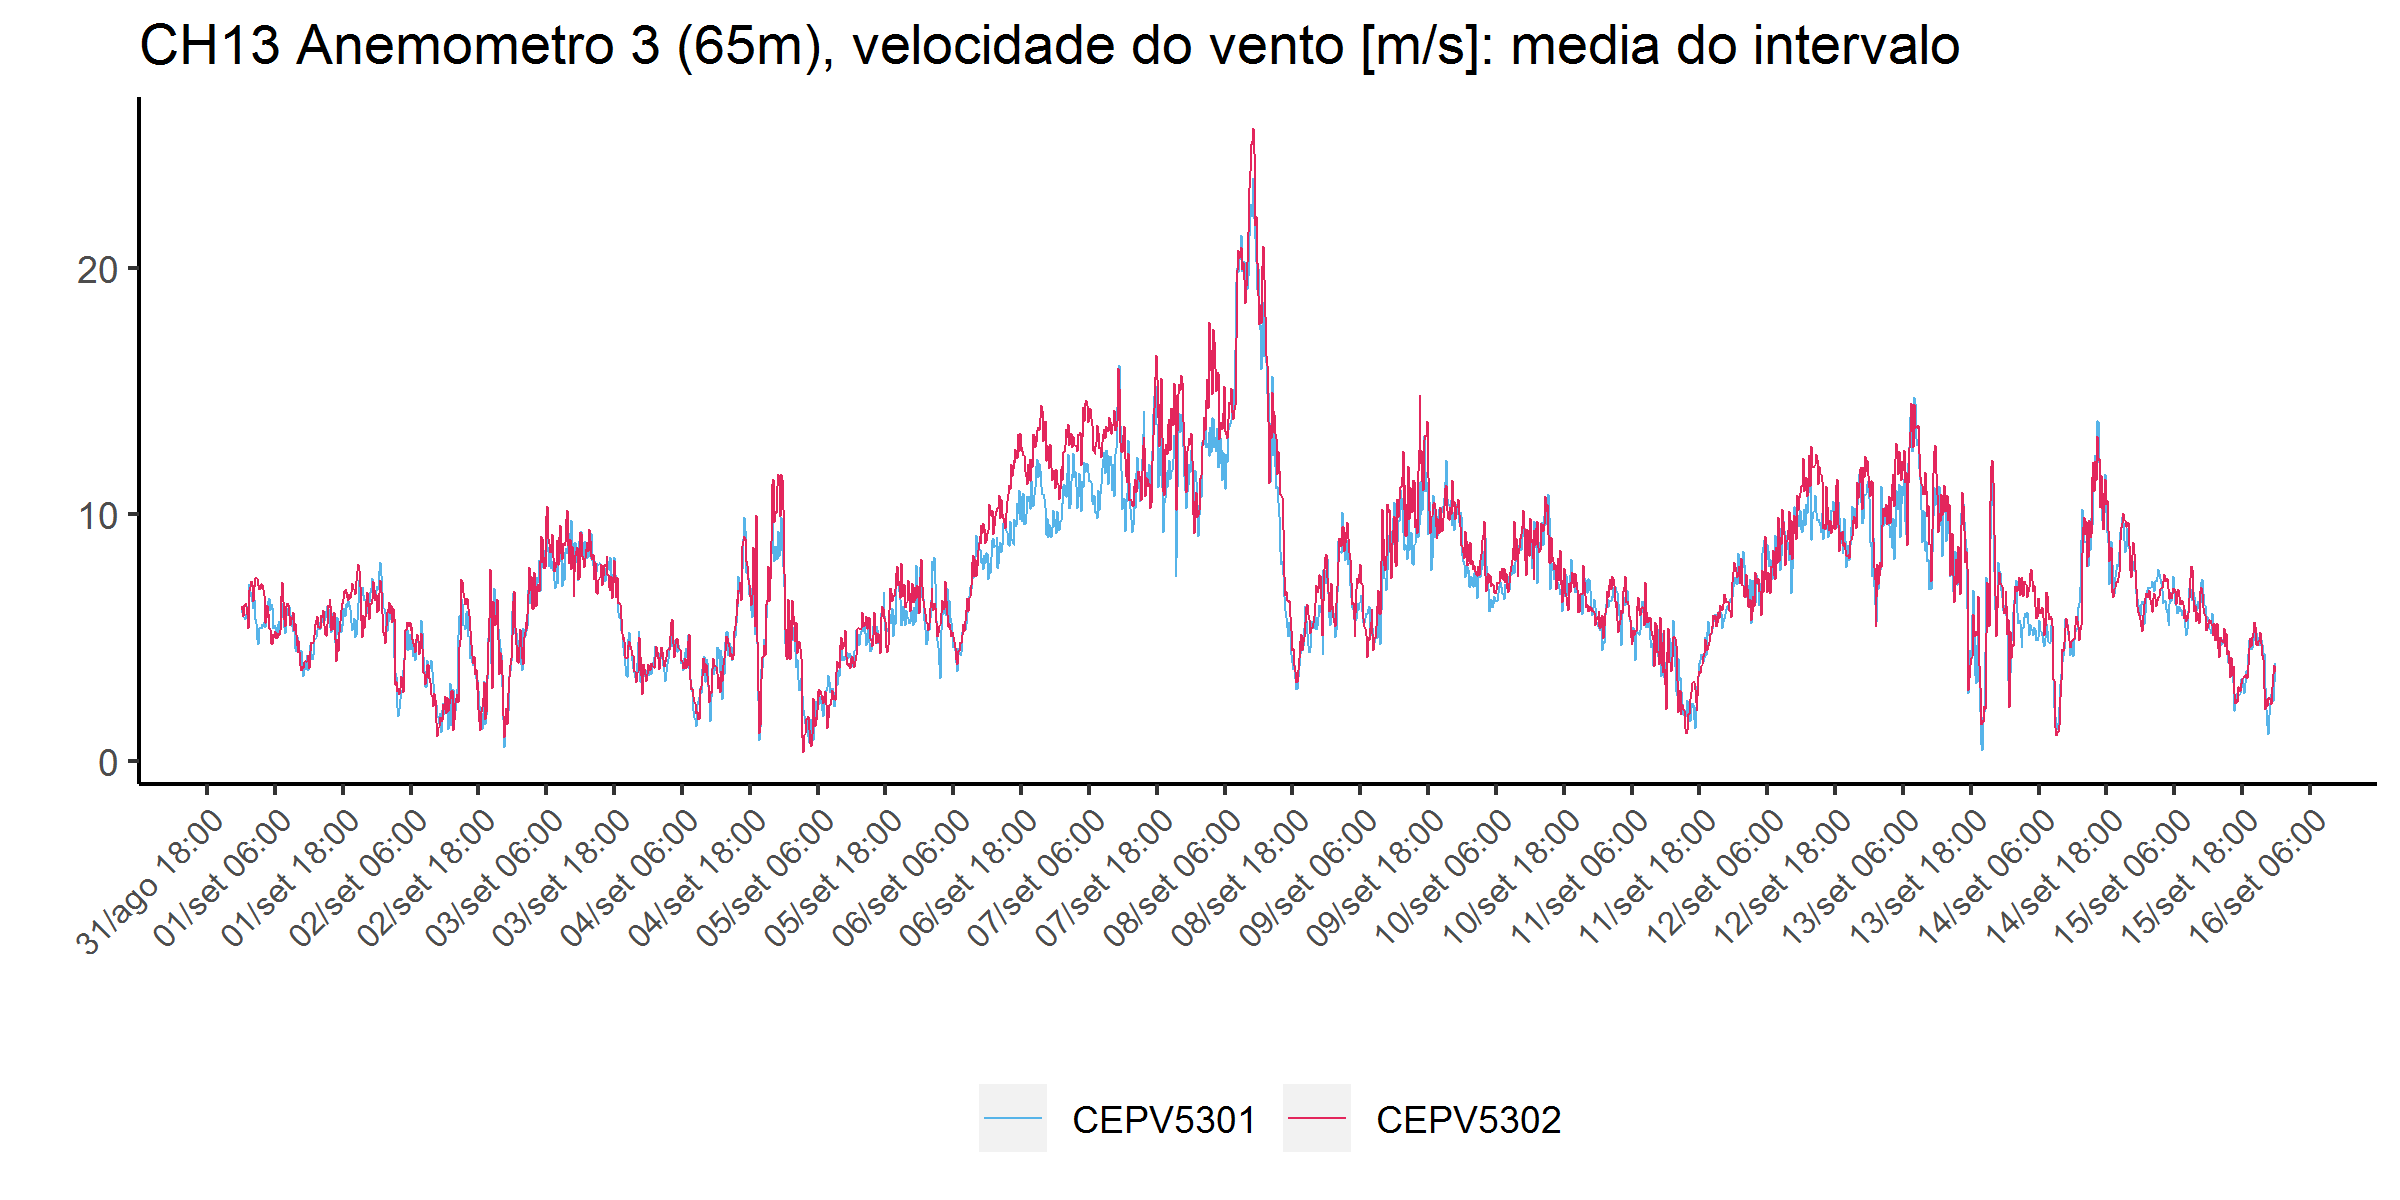 CH13 Anemometro 3 (65m), velocidade do vento [m/s]: media do intervalo
20
10
0
31/ago 18:00
01/set 06:00
01/set 18:00
02/set 06:00
02/set 18:00
03/set 06:00
03/set 18:00
04/set 06:00
04/set 18:00
05/set 06:00
05/set 18:00
06/set 06:00
06/set 18:00
07/set 06:00
07/set 18:00
08/set 06:00
08/set 18:00
09/set 06:00
09/set 18:00
10/set 06:00
10/set 18:00
11/set 06:00
11/set 18:00
12/set 06:00
12/set 18:00
13/set 06:00
13/set 18:00
14/set 06:00
14/set 18:00
15/set 06:00
15/set 18:00
16/set 06:00
CEPV5301
CEPV5302